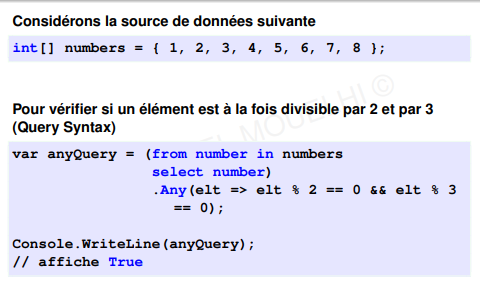 Considérons la source de données suivante
int[] numbers = { 1, 2, 3, 4, 5, 6, 7, 8 };
Pour vérifier si un élément est à la fois divisible par 2 et par 3
(Query Syntax)
var anyQuery = (from number in numbers
select number)
.Any(elt => elt % 2 == 0 && elt % 3
== 0);
Console.WriteLine(anyQuery);
// affiche True